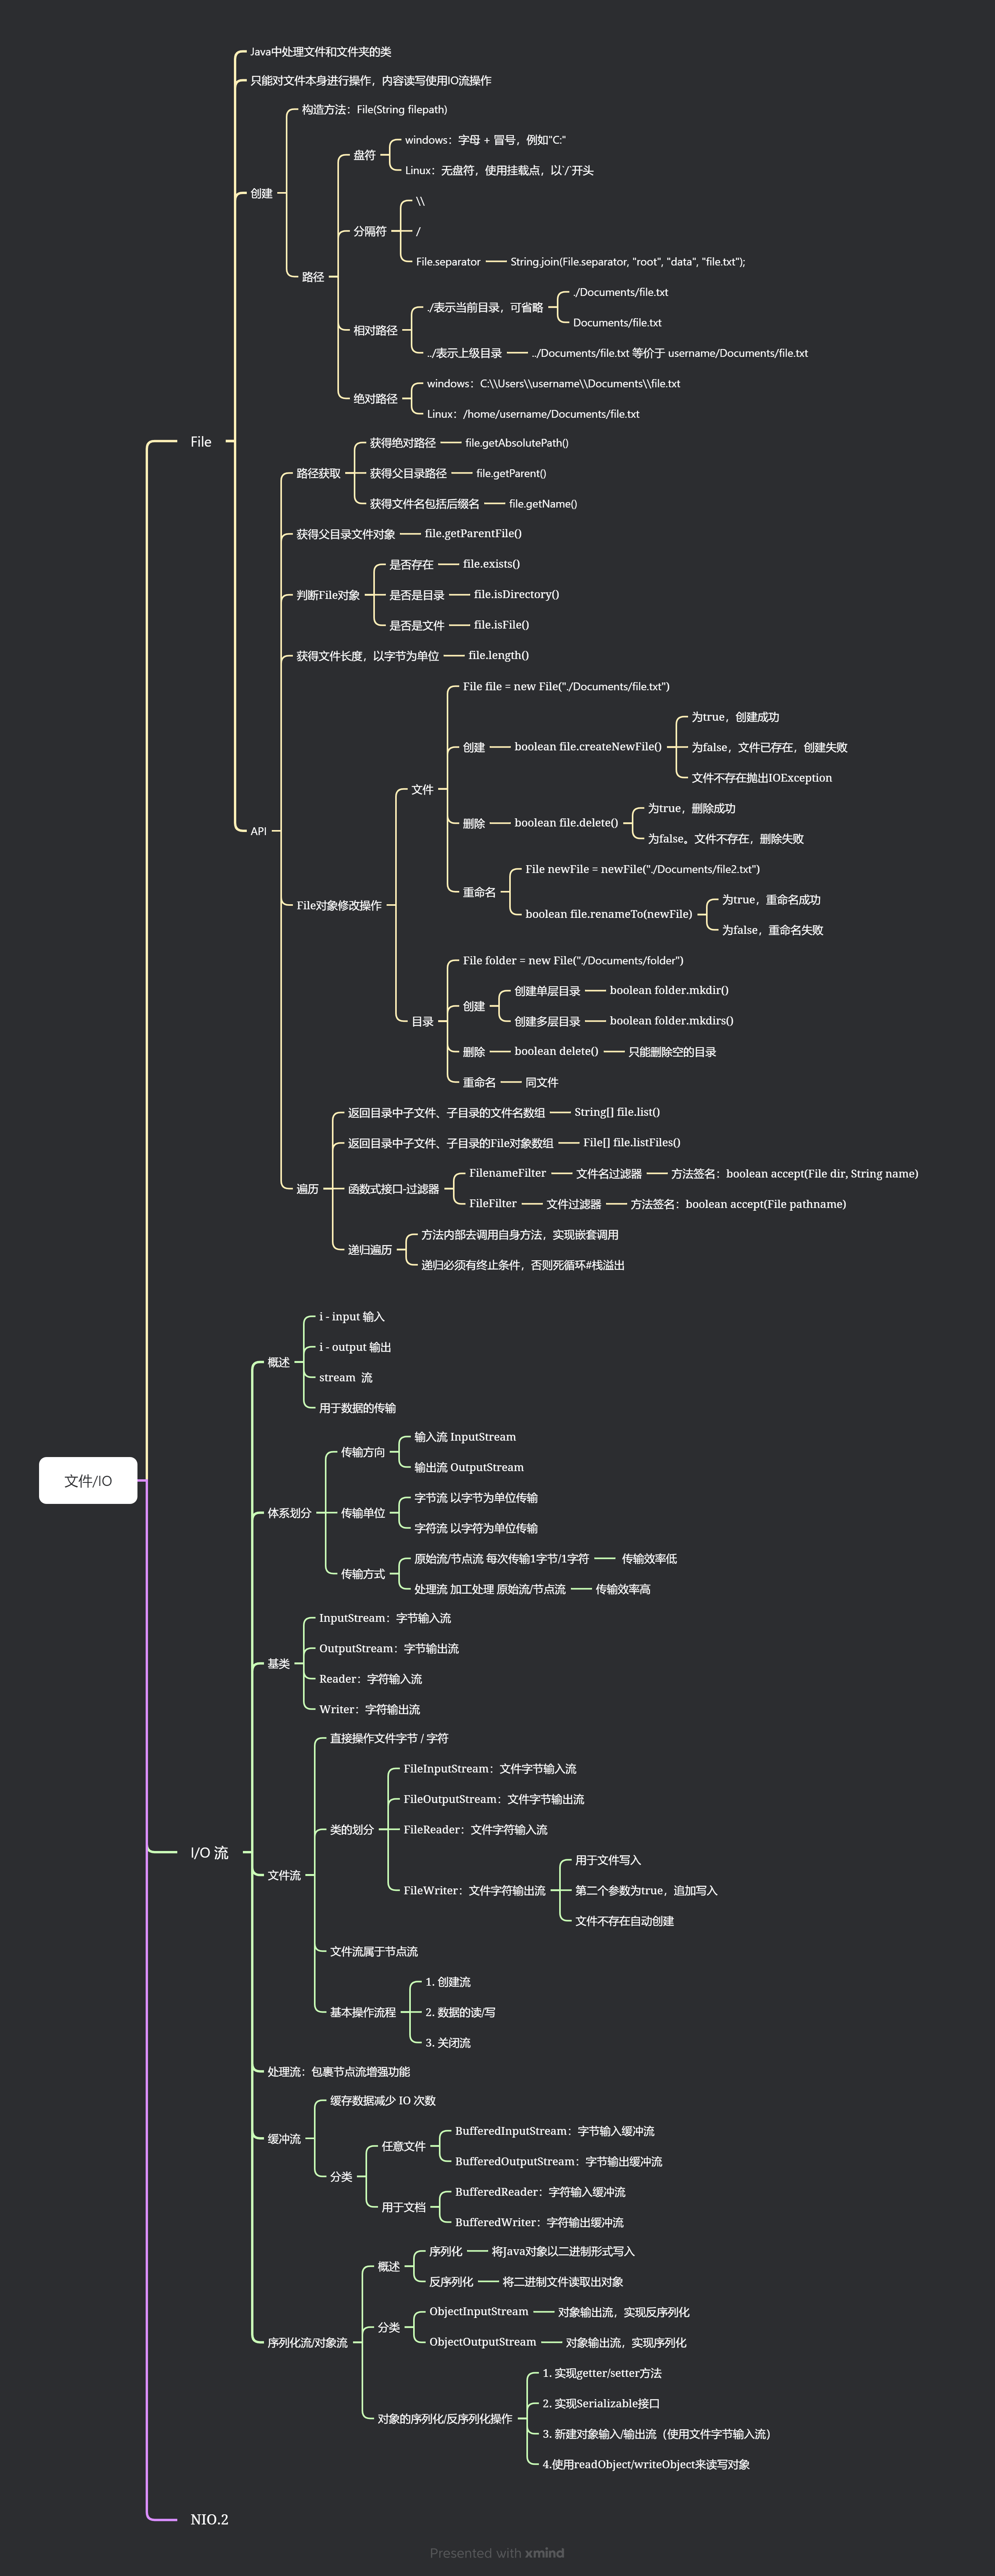 Java中处理文件和文件夹的类
只能对文件本身进行操作，内容读写使用IO流操作
构造方法：File(String filepath)
windows：字母 + 冒号，例如"C:"
盘符
Linux：无盘符，使用挂载点，以`/`开头
创建
\\
分隔符
/
File.separator
String.join(File.separator, "root", "data", "file.txt");
路径
./Documents/file.txt
./表示当前目录，可省略
Documents/file.txt
相对路径
../表示上级目录
../Documents/file.txt 等价于 username/Documents/file.txt
windows：C:\\Users\\username\\Documents\\file.txt
绝对路径
Linux：/home/username/Documents/file.txt
File
获得绝对路径
file.getAbsolutePath()
路径获取
获得父目录路径
file.getParent()
获得文件名包括后缀名
file.getName()
获得父目录文件对象
file.getParentFile()
是否存在
file.exists()
判断File对象
是否是目录
file.isDirectory()
是否是文件
file.isFile()
获得文件长度，以字节为单位
file.length()
File file = new File("./Documents/file.txt")
为true，创建成功
创建
boolean file.createNewFile()
为false，文件已存在，创建失败
文件不存在抛出IOException
文件
为true，删除成功
删除
boolean file.delete()
为false。文件不存在，删除失败
API
File newFile = newFile("./Documents/file2.txt")
重命名
为true，重命名成功
boolean file.renameTo(newFile)
为false，重命名失败
File对象修改操作
File folder = new File("./Documents/folder")
创建单层目录
boolean folder.mkdir()
创建
创建多层目录
boolean folder.mkdirs()
目录
删除
boolean delete()
只能删除空的目录
重命名
同文件
返回目录中子文件、子目录的文件名数组
String[] file.list()
返回目录中子文件、子目录的File对象数组
File[] file.listFiles()
FilenameFilter
文件名过滤器
方法签名：boolean accept(File dir, String name)
遍历
函数式接口-过滤器
FileFilter
文件过滤器
方法签名：boolean accept(File pathname)
方法内部去调用自身方法，实现嵌套调用
递归遍历
递归必须有终止条件，否则死循环#栈溢出
i - input 输入
i - output 输出
概述
stream  流
用于数据的传输
输入流 InputStream
传输方向
输出流 OutputStream
文件/IO
字节流 以字节为单位传输
体系划分
传输单位
字符流 以字符为单位传输
原始流/节点流 每次传输1字节/1字符
传输效率低
传输方式
处理流 加工处理 原始流/节点流
传输效率高
InputStream：字节输入流
OutputStream：字节输出流
基类
Reader：字符输入流
Writer：字符输出流
直接操作文件字节 / 字符
FileInputStream：文件字节输入流
FileOutputStream：文件字节输出流
类的划分
FileReader：文件字符输入流
I/O 流
用于文件写入
文件流
FileWriter：文件字符输出流
第二个参数为true，追加写入
文件不存在自动创建
文件流属于节点流
1. 创建流
基本操作流程
2. 数据的读/写
3. 关闭流
处理流：包裹节点流增强功能
缓存数据减少 IO 次数
缓冲流
BufferedInputStream：字节输入缓冲流
任意文件
BufferedOutputStream：字节输出缓冲流
分类
BufferedReader：字符输入缓冲流
用于文档
BufferedWriter：字符输出缓冲流
序列化
将Java对象以二进制形式写入
概述
反序列化
将二进制文件读取出对象
ObjectInputStream
对象输出流，实现反序列化
分类
ObjectOutputStream
对象输出流，实现序列化
序列化流/对象流
1. 实现getter/setter方法
2. 实现Serializable接口
对象的序列化/反序列化操作
3. 新建对象输入/输出流（使用文件字节输入流）
4.使用readObject/writeObject来读写对象
NIO.2
Presented with xmind